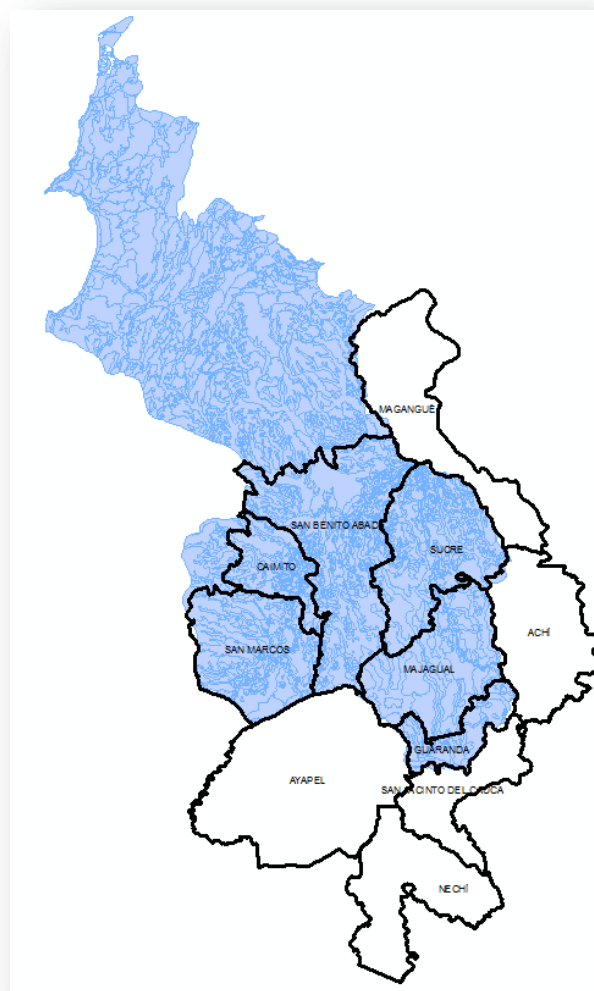 MAGANGUÉ
SAN BENITO ABAD
SUCRE
CAIMITO
ACHÍ
SAN MARCOS
MAJAGUAL
GUARANDA
AYAPEL
SAN JACINTO DEL CAUCA
NECHÍ